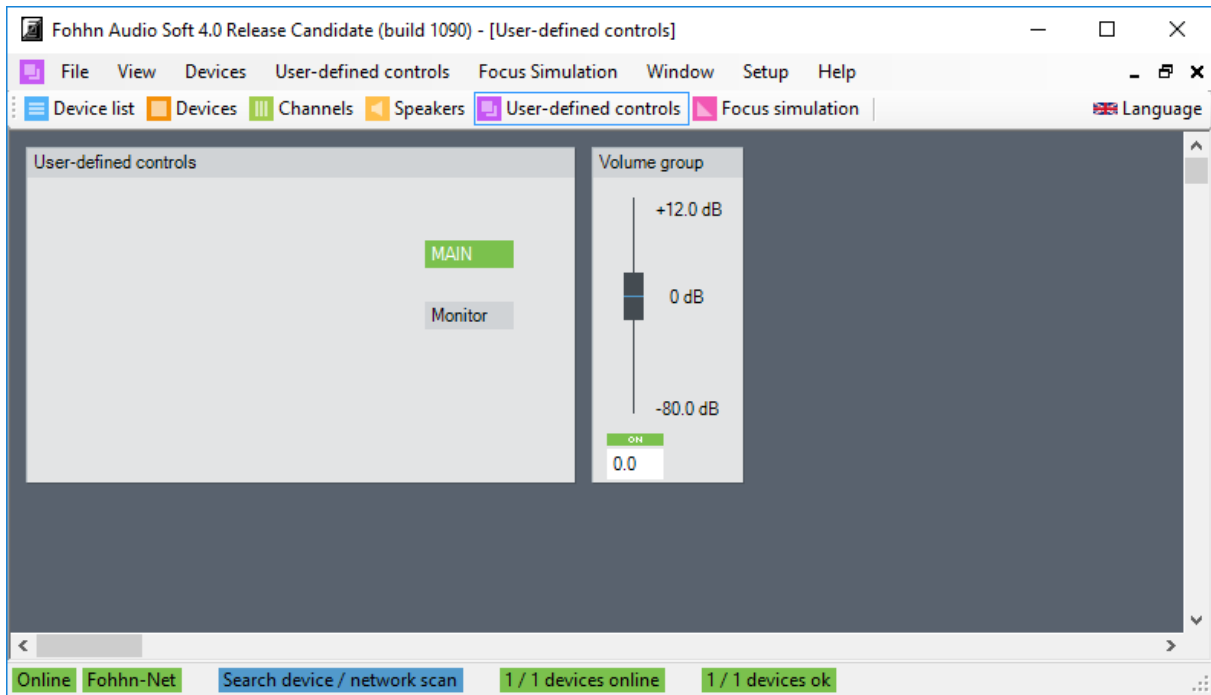 Fohhn Audio Soft 4.0 Release Candidate (build 1090) - [User-defined controls]
File View Devices User-defined controls Focus Simulation Window Setup Help
Device list Devices Channels Speakers User-defined controls Focus simulation Language
User-defined controls
MAIN
Monitor
Volume group
+12.0 dB
0 dB
-80.0 dB
ON
0.0
Online Fohhn-Net Search device / network scan 1 / 1 devices online 1 / 1 devices ok